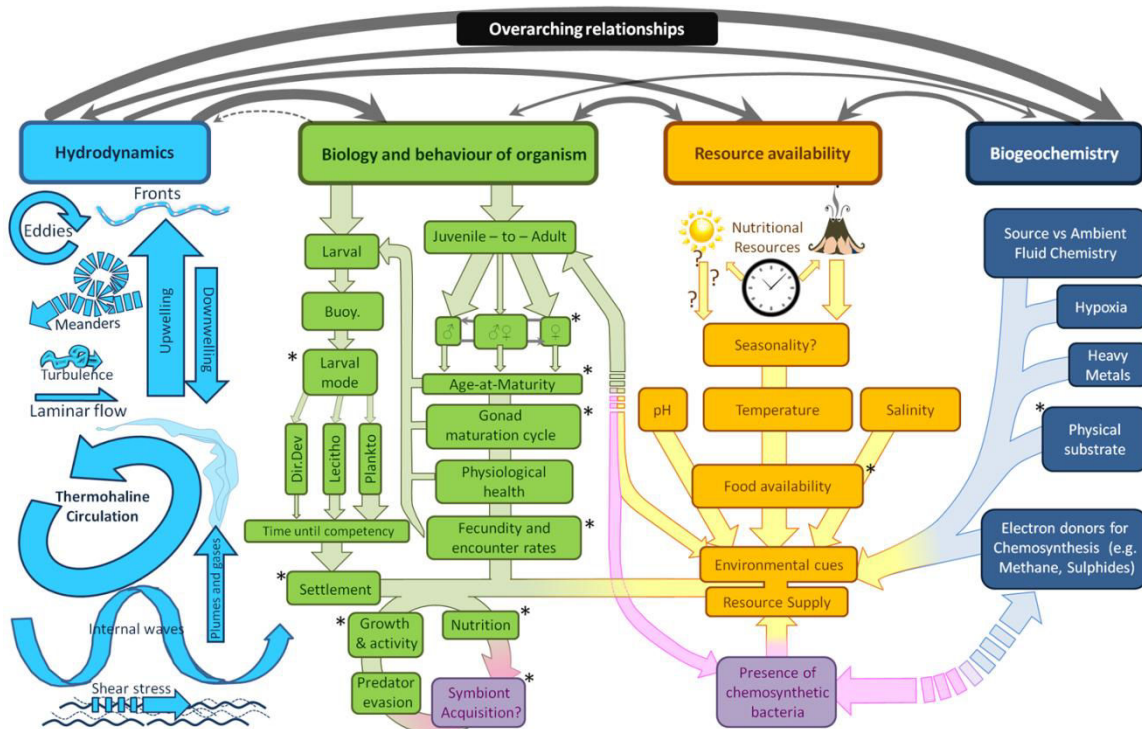 Overarching relationships
Hydrodynamics
Biology and behaviour of organism
Resource availability
Biogeochemistry
Fronts
Eddies
Meanders
Turbulence
Laminar flow
Upwelling
Downwelling
Thermohaline
Circulation
Plumes and gases
Internal waves
Shear stress
Larval
Buoy.
*
Larval
mode
Dir.Dev
Lecitho
Plankto
Time until competency
*
Settlement
Juvenile – to – Adult
♂
♂♀
♀
*
Age-at-Maturity
*
Gonad
maturation cycle
*
Physiological
health
Fecundity and
encounter rates
*
*
Growth
& activity
Nutrition
*
Predator
evasion
Symbiont
Acquisition?
*
Nutritional
Resources
?
?
?
Seasonality?
pH
Temperature
Salinity
Food availability
*
Environmental cues
Resource Supply
Presence of
chemosynthetic
bacteria
Source vs Ambient
Fluid Chemistry
Hypoxia
Heavy
Metals
*
Physical
substrate
Electron donors for
Chemosynthesis (e.g.
Methane, Sulphides)